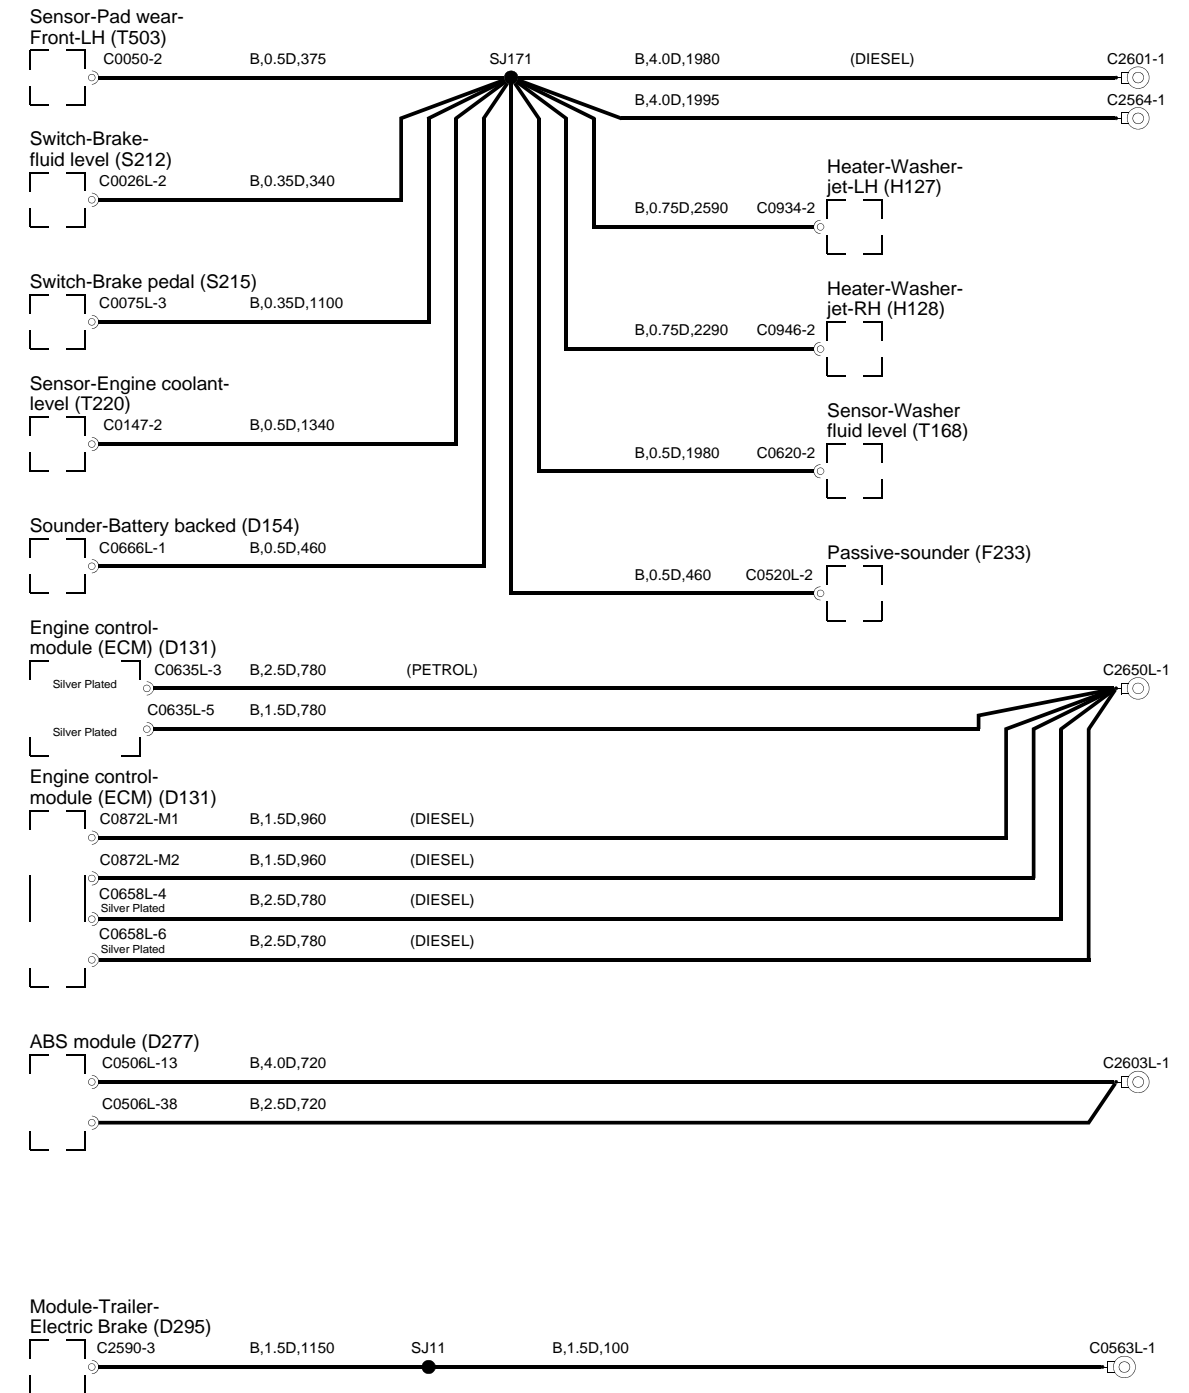 Sensor-Pad wear-
Front-LH (T503)
C0050-2 B,0.5D,375 SJ171 B,4.0D,1980 (DIESEL) C2601-1
B,4.0D,1995 C2564-1
Switch-Brake-
fluid level (S212)
C0026L-2 B,0.35D,340
Heater-Washer-
jet-LH (H127)
B,0.75D,2590 C0934-2
Switch-Brake pedal (S215)
C0075L-3 B,0.35D,1100
Heater-Washer-
jet-RH (H128)
B,0.75D,2290 C0946-2
Sensor-Engine coolant-
level (T220)
C0147-2 B,0.5D,1340
Sensor-Washer
fluid level (T168)
B,0.5D,1980 C0620-2
Sounder-Battery backed (D154)
C0666L-1 B,0.5D,460
Passive-sounder (F233)
B,0.5D,460 C0520L-2
Engine control-
module (ECM) (D131)
C0635L-3 B,2.5D,780 (PETROL) C2650L-1
Silver Plated
C0635L-5 B,1.5D,780
Silver Plated
Engine control-
module (ECM) (D131)
C0872L-M1 B,1.5D,960 (DIESEL)
C0872L-M2 B,1.5D,960 (DIESEL)
C0658L-4 B,2.5D,780 (DIESEL)
Silver Plated
C0658L-6 B,2.5D,780 (DIESEL)
Silver Plated
ABS module (D277)
C0506L-13 B,4.0D,720 C2603L-1
C0506L-38 B,2.5D,720
Module-Trailer-
Electric Brake (D295)
C2590-3 B,1.5D,1150 SJ11 B,1.5D,100 C0563L-1